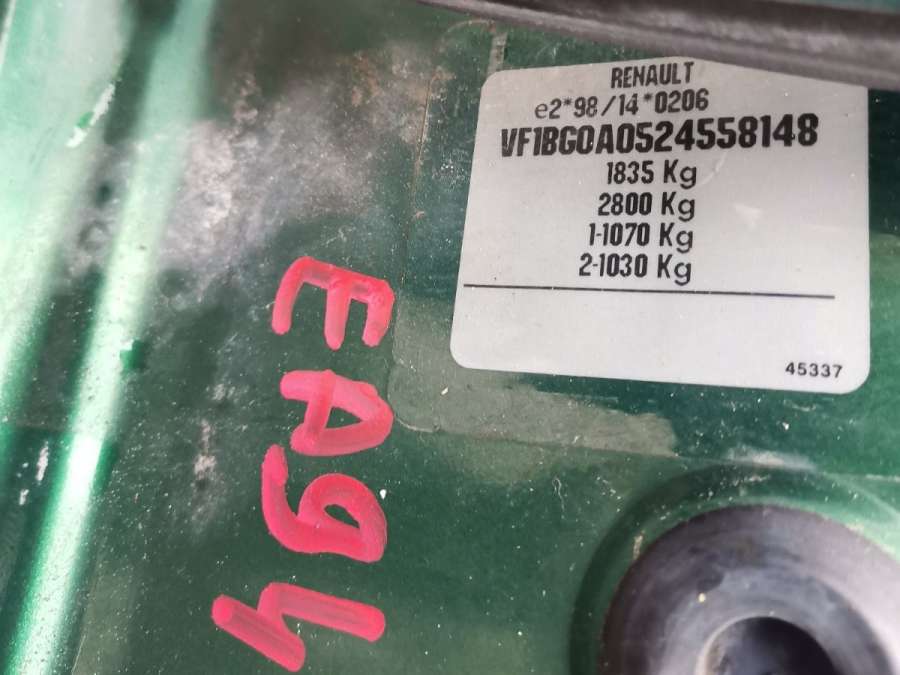 RENAULT
e2*98/14*0206
VF1BG0A0524558148
1835 Kg
2800 Kg
1-1070 Kg
2-1030 Kg
45337
EA94